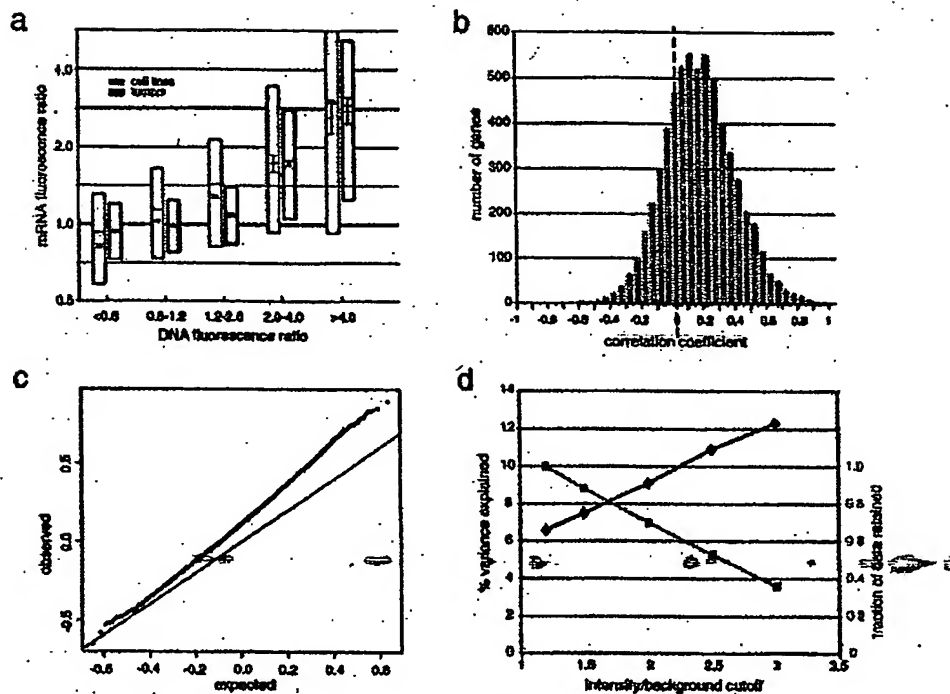 a
mRNA fluorescence ratio
4.0
2.0
1.0
0.5
cell lines
tumors
<0.8 0.8-1.2 1.2-2.0 2.0-4.0 >4.0
DNA fluorescence ratio
b
number of genes
600
500
400
300
200
100
0
-1 -0.8 -0.6 -0.4 -0.2 0 0.2 0.4 0.6 0.8 1
correlation coefficient
c
observed
0.5
0.0
-0.5
-0.6 -0.4 -0.2 0.0 0.2 0.4 0.6
expected
d
% variance explained
14
12
10
8
6
4
2
0
1 1.5 2 2.5 3 3.5
intensity/background cutoff
1.0
0.8
0.6
0.4
0.2
0
fraction of data retained